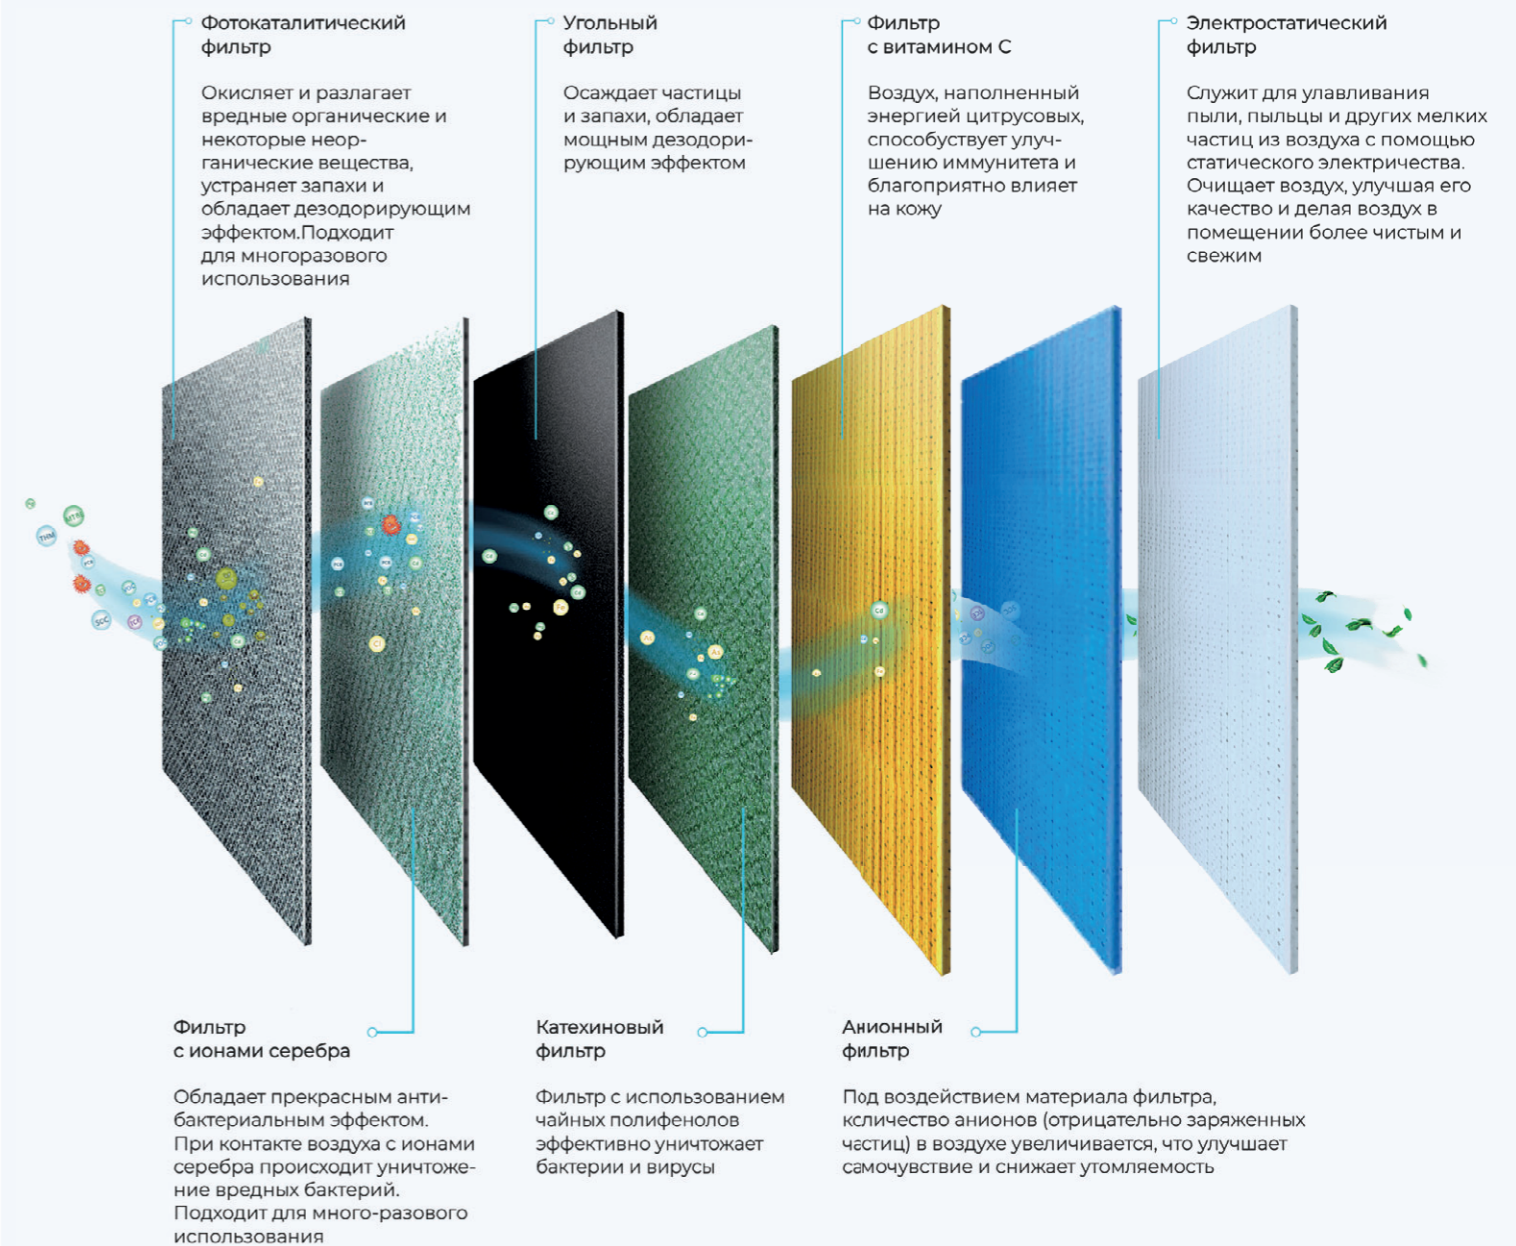 Фотокаталитический
фильтр
Окисляет и разлагает
вредные органические и
некоторые неор-
ганические вещества,
устраняет запахи и
обладает дезодорирующим
эффектом.Подходит
для многоразового
использования
Угольный
фильтр
Осаждает частицы
и запахи, обладает
мощным дезодори-
рующим эффектом
Фильтр
с витамином С
Воздух, наполненный
энергией цитрусовых,
способуствует улуч-
шению иммунитета и
благоприятно влияет
на кожу
Электростатический
фильтр
Служит для улавливания
пыли, пыльцы и других мелких
частиц из воздуха с помощью
статического электричества.
Очищает воздух, улучшая его
качество и делая воздух в
помещении более чистым и
свежим
Фильтр
с ионами серебра
Обладает прекрасным анти-
бактериальным эффектом.
При контакте воздуха с ионами
серебра происходит уничтоже-
ние вредных бактерий.
Подходит для много-разового
использования
Катехиновый
фильтр
Фильтр с использованием
чайных полифенолов
эффективно уничтожает
бактерии и вирусы
Анионный
фильтр
Под воздействием материала фильтра,
количество анионов (отрицательно заряженных
частиц) в воздухе увеличивается, что улучшает
самочувствие и снижает утомляемость